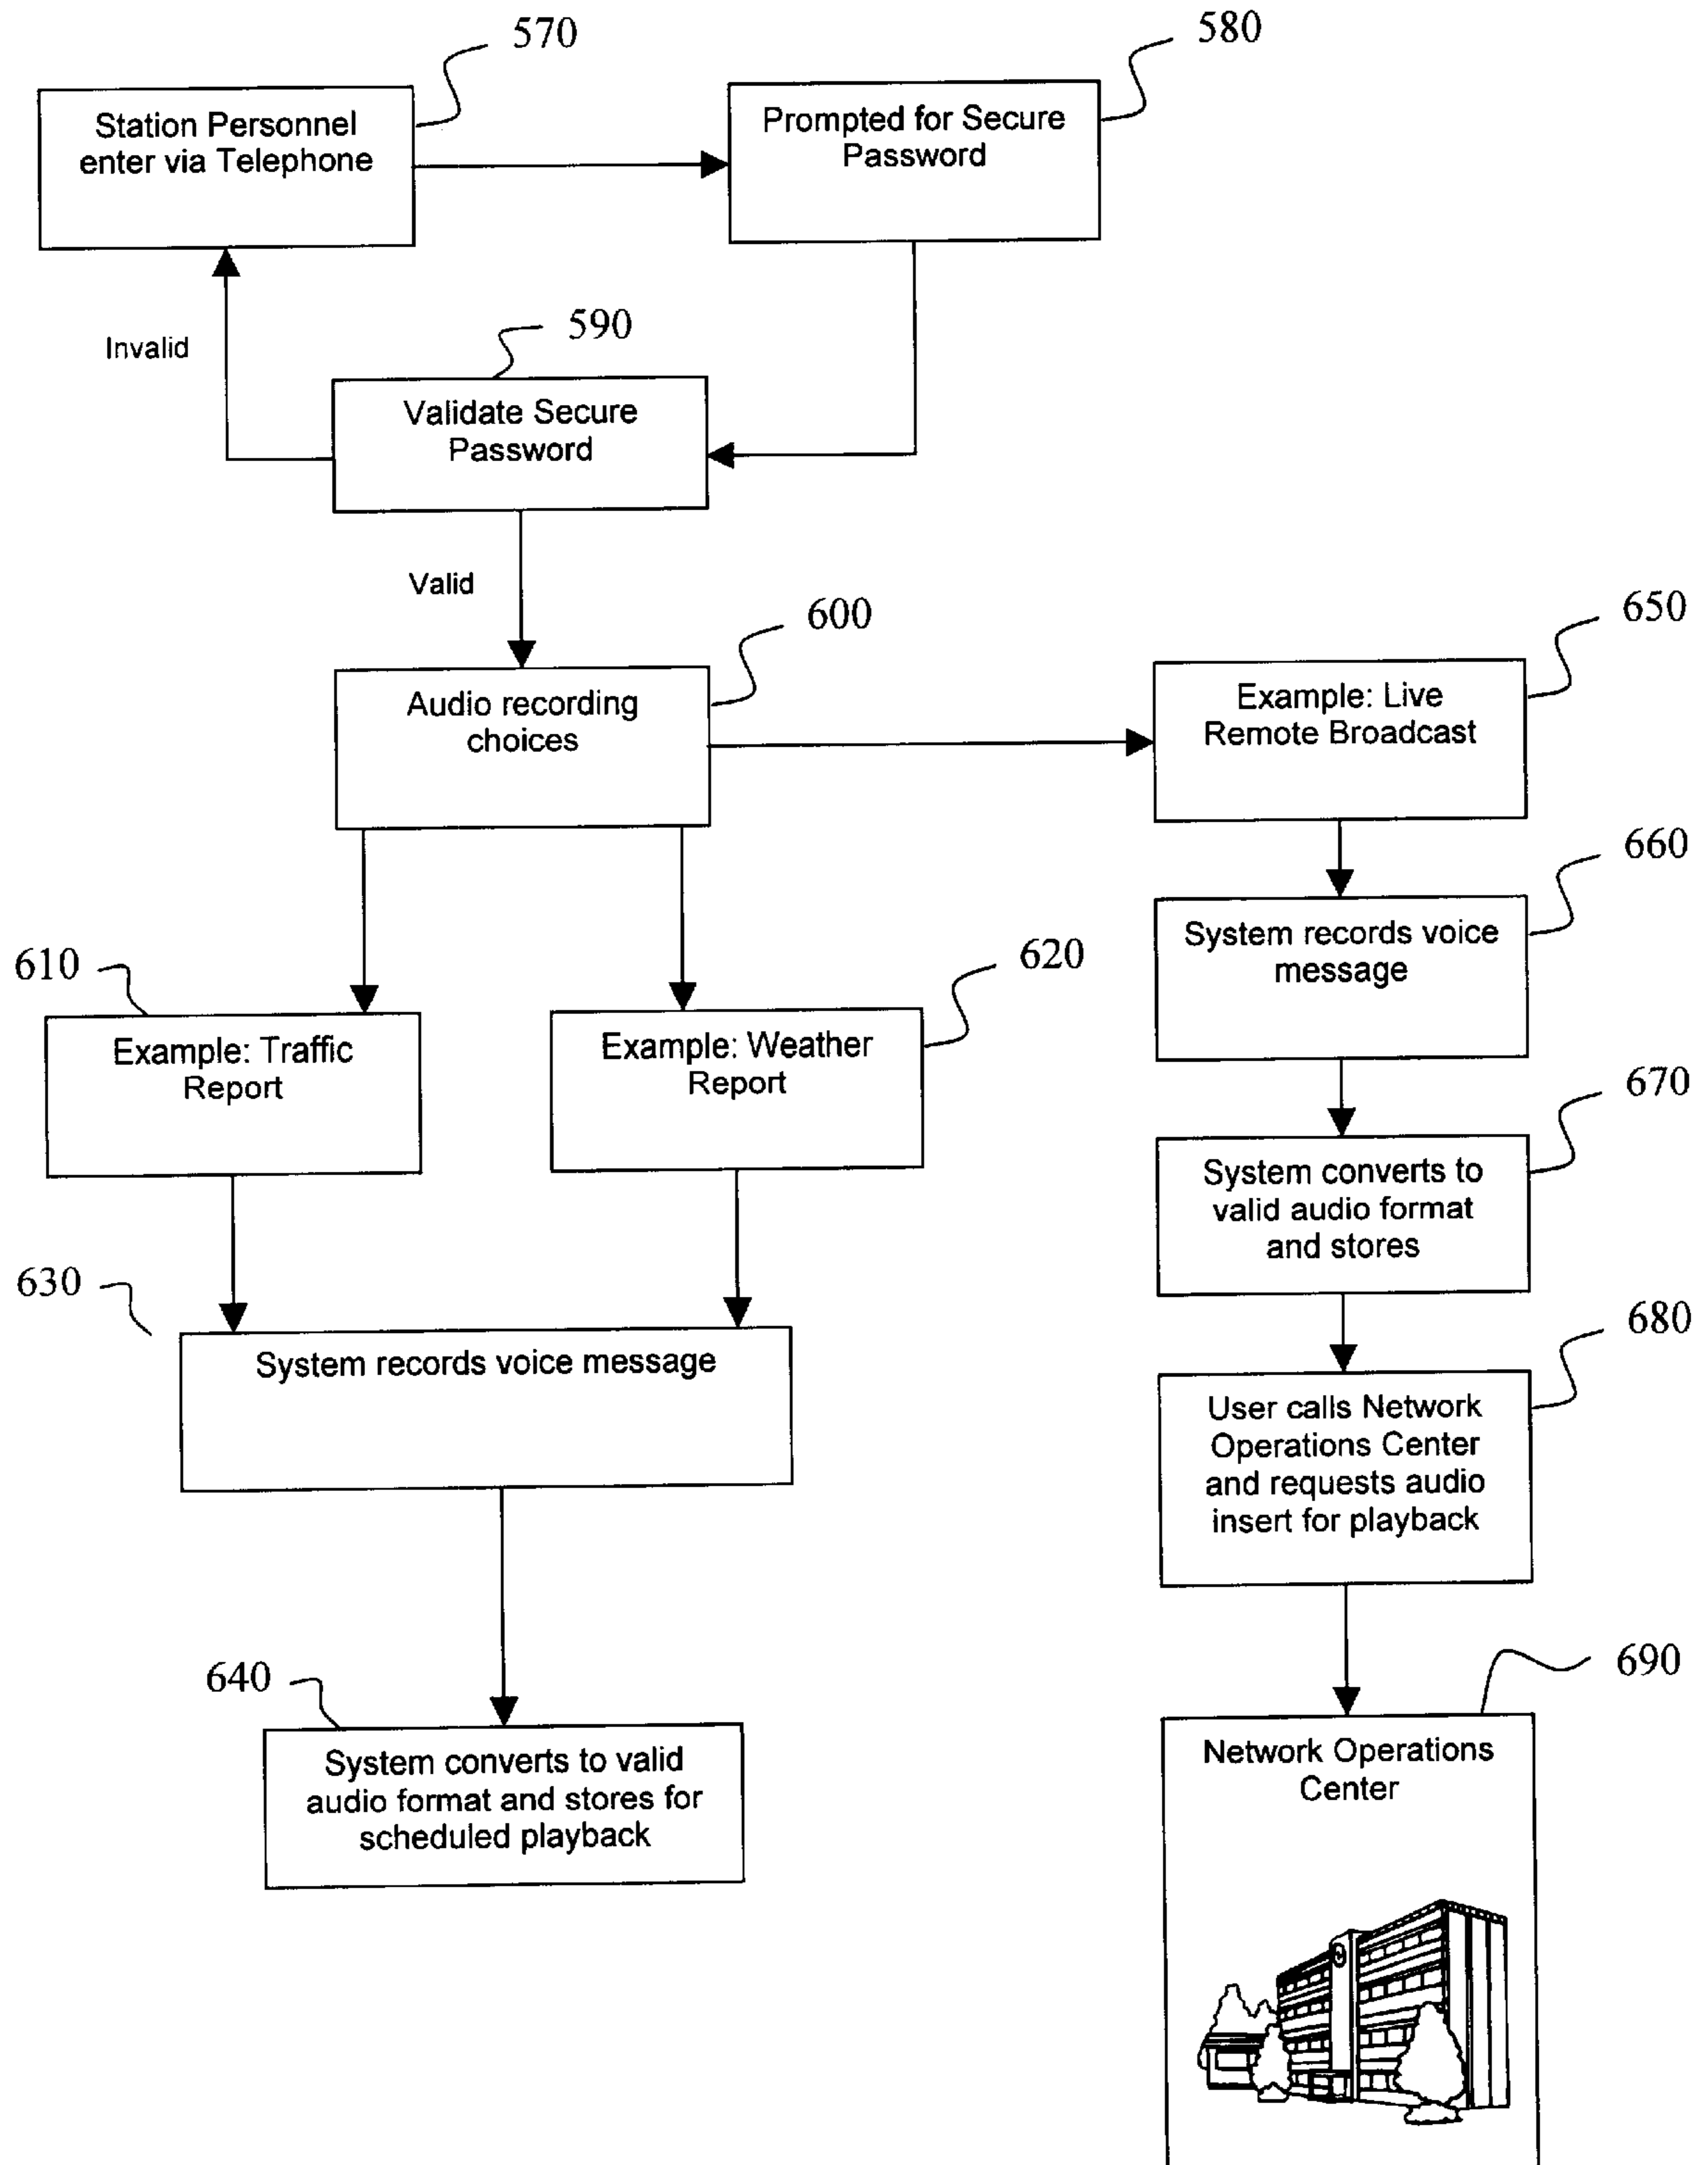 570
580
Station Personnel
enter via Telephone
Prompted for Secure
Password
590
Invalid
Validate Secure
Password
Valid
600
650
Audio recording
choices
Example: Live
Remote Broadcast
660
610
620
System records voice
message
Example: Traffic
Report
Example: Weather
Report
670
System converts to
valid audio format
and stores
630
680
System records voice message
User calls Network
Operations Center
and requests audio
insert for playback
640
690
System converts to valid
audio format and stores for
scheduled playback
Network Operations
Center